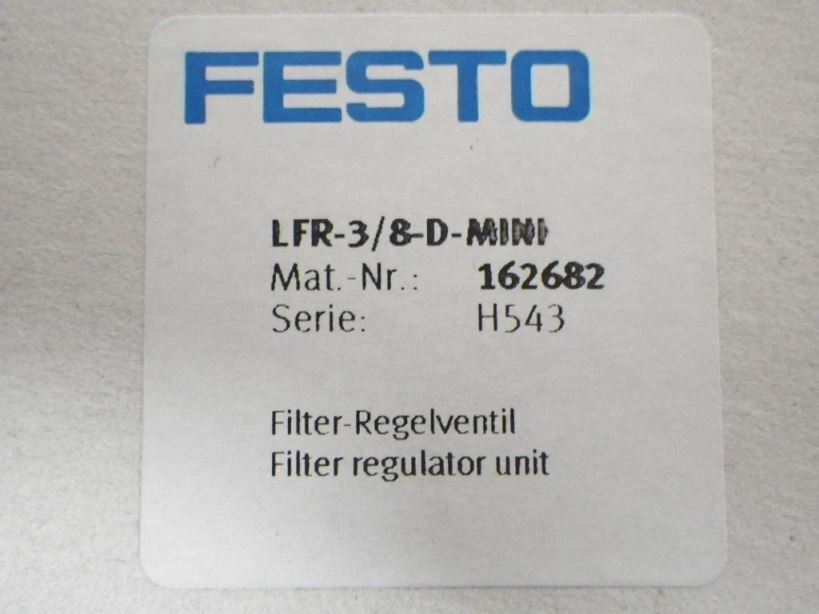 FESTO
LFR-3/8-D-MINI
Mat.-Nr.: 162682
Serie: H543
Filter-Regelventil
Filter regulator unit